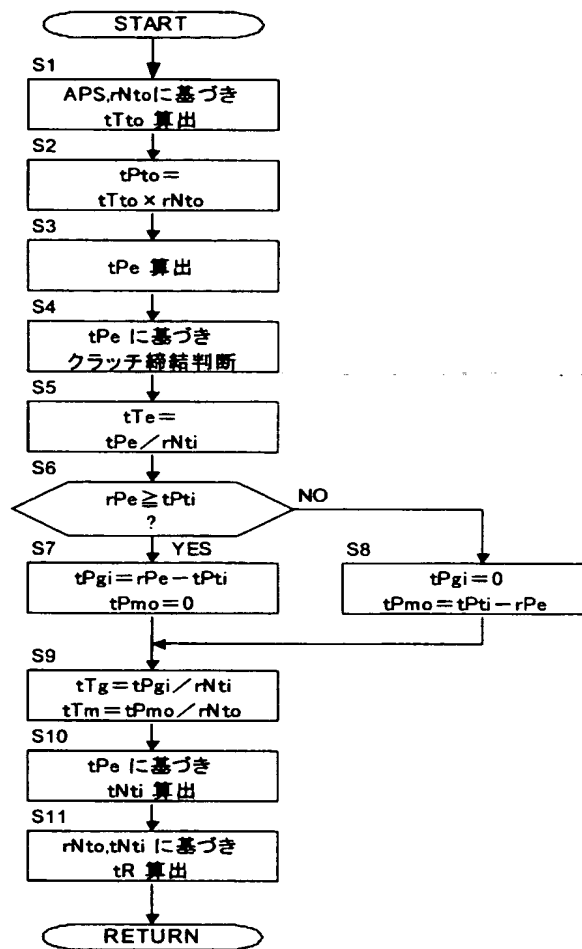 START
S1
APS,rNtoに基づき
tTto 算出
S2
tPto＝
tTto × rNto
S3
tPe 算出
S4
tPe に基づき
クラッチ締結判断
S5
tTe＝
tPe／rNti
S6
rPe≧tPti
?
NO
YES
S7
tPgi＝rPe−tPti
tPmo＝0
S8
tPgi＝0
tPmo＝tPti−rPe
S9
tTg＝tPgi／rNti
tTm＝tPmo／rNto
S10
tPe に基づき
tNti 算出
S11
rNto,tNti に基づき
tR 算出
RETURN